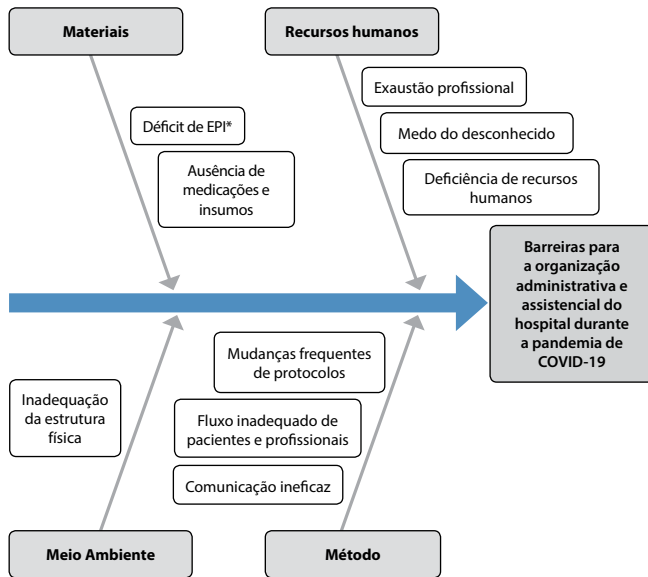 Materiais
Recursos humanos
Déficit de EPI*
Ausência de
medicações e
insumos
Exaustão profissional
Medo do desconhecido
Deficiência de recursos
humanos
Barreiras para
a organização
administrativa e
assistencial do
hospital durante
a pandemia de
COVID-19
Inadequação
da estrutura
física
Mudanças frequentes
de protocolos
Fluxo inadequado de
pacientes e profissionais
Comunicação ineficaz
Meio Ambiente
Método